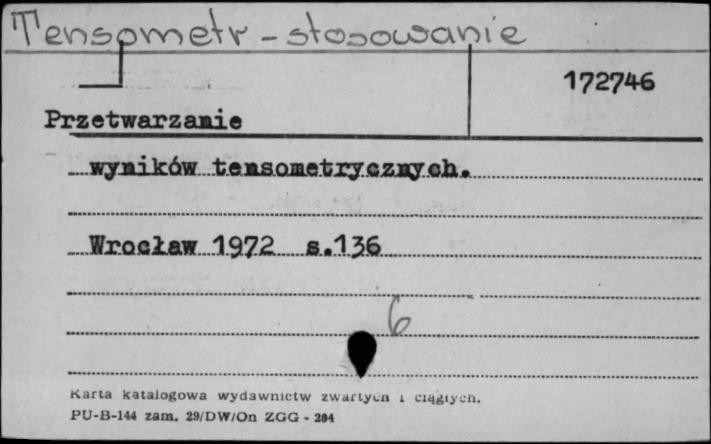 Tensometr - stosowanie
172746
Przetwarzanie
wyników tensometrycznych.
Wrocław 1972 s.136
6
Karta katalogowa wydawnictw zwartych i ciągłych.
PU-B-144 zam. 29/DW/On ZGG - 204